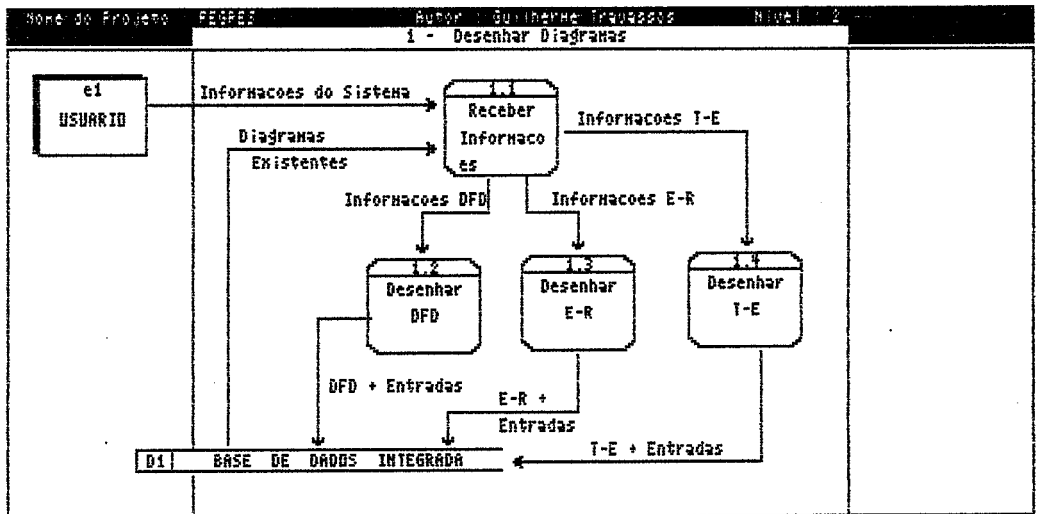 Nome do Projeto
Autor : Guilherme Travassos
Nivel : 2
1 - Desenhar Diagramas
e1
USUARIO
Informacoes do Sistema
Diagramas
Existentes
1.1
Receber
Informaco
es
Informacoes T-E
Informacoes DFD
Informacoes E-R
1.2
Desenhar
DFD
1.3
Desenhar
E-R
1.4
Desenhar
T-E
DFD + Entradas
E-R +
Entradas
T-E + Entradas
D1
BASE DE DADOS INTEGRADA